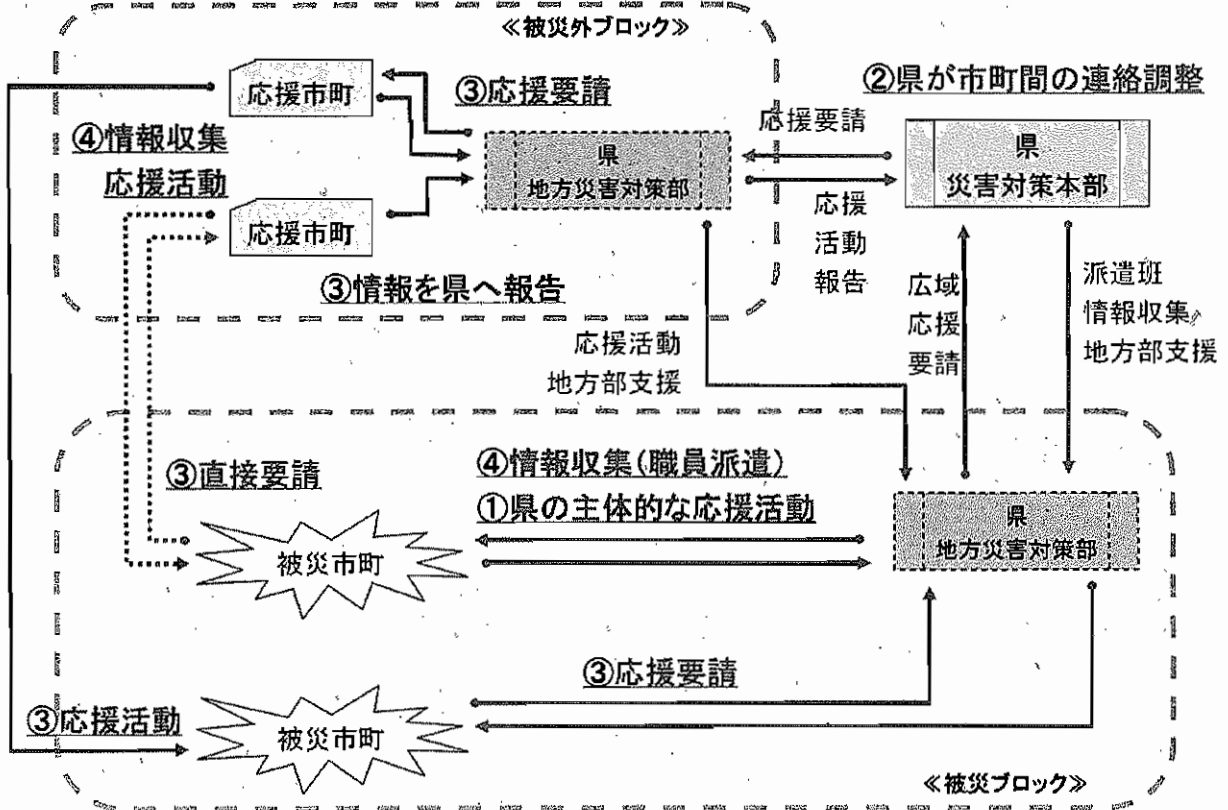 ≪被災外ブロック≫
応援市町
③応援要請
②県が市町間の連絡調整
④情報収集
応援活動
応援要請
県
地方災害対策部
県
災害対策本部
応援市町
応援
活動
報告
③情報を県へ報告
広域
応援
要請
派遣班
情報収集
地方部支援
応援活動
地方部支援
③直接要請
④情報収集(職員派遣)
①県の主体的な応援活動
県
地方災害対策部
被災市町
③応援要請
③応援活動
被災市町
≪被災ブロック≫